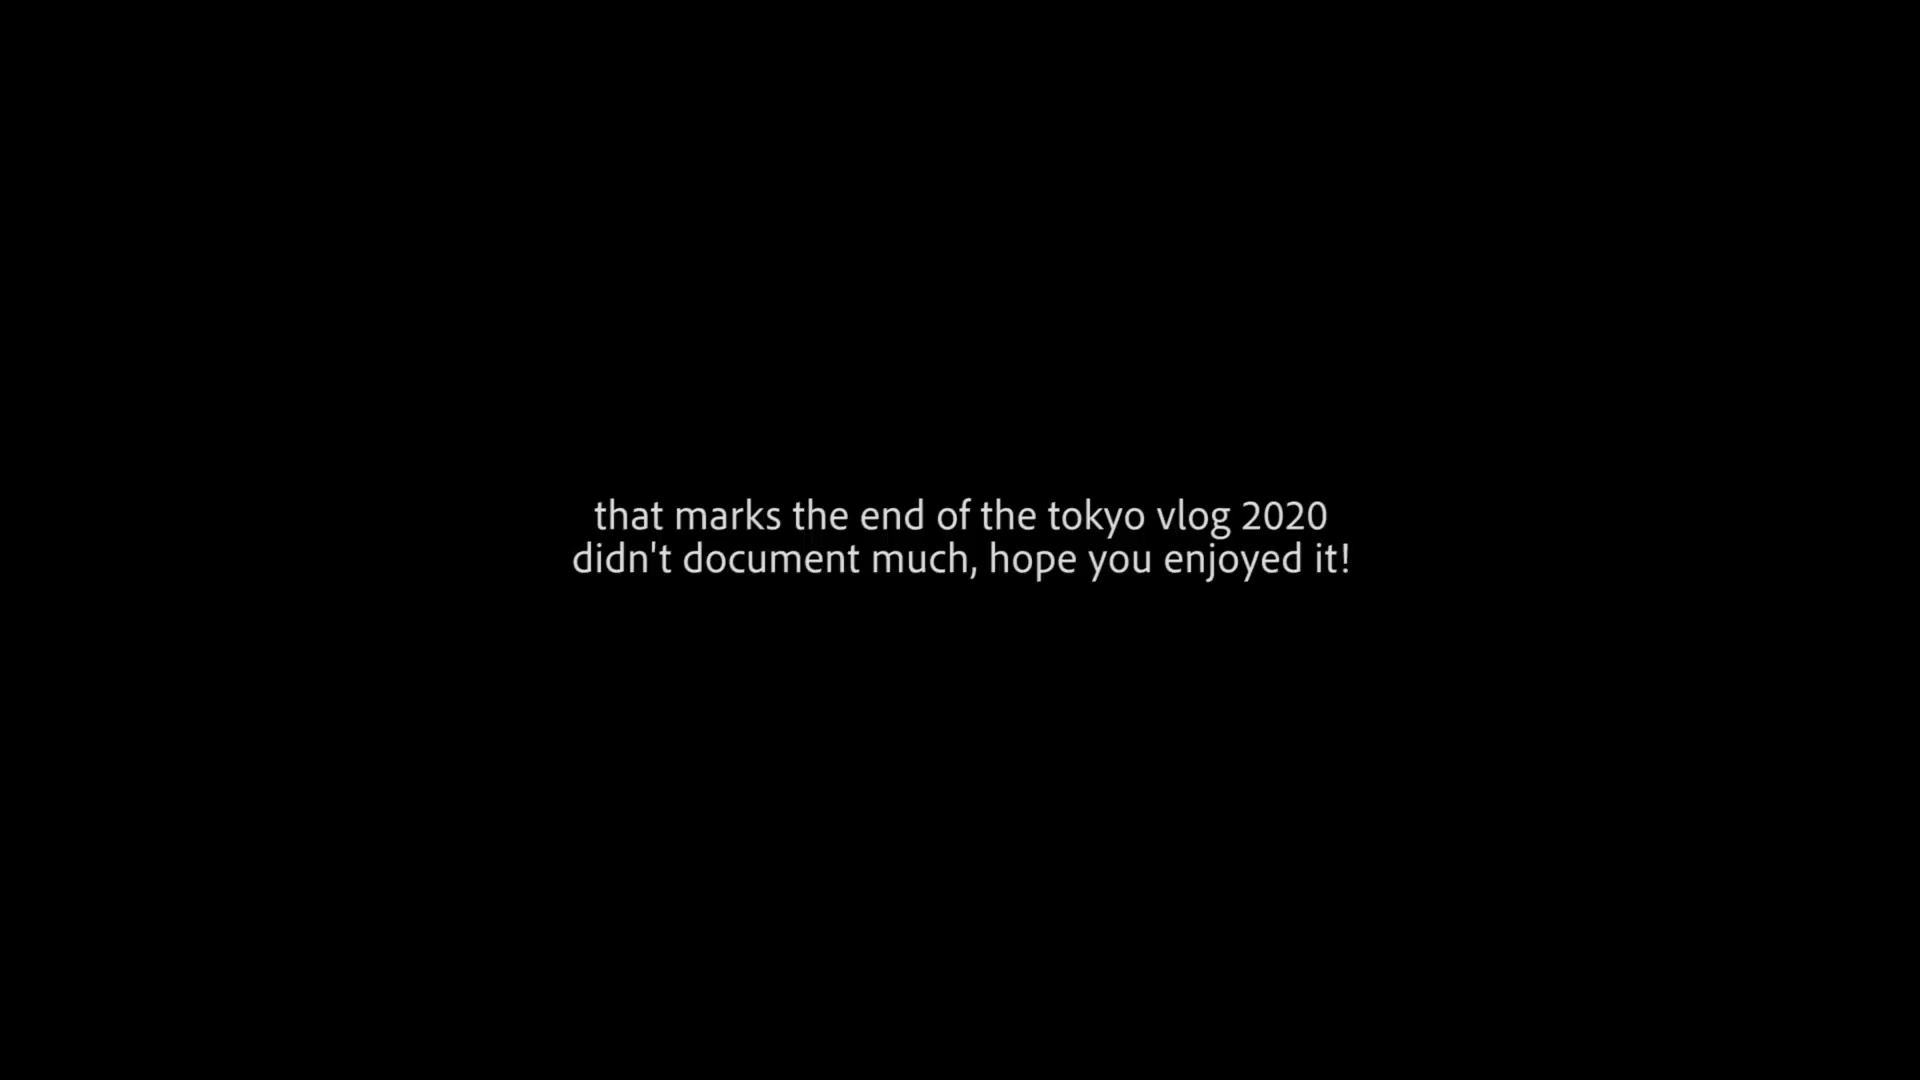 that marks the end of the tokyo vlog 2020
didn't document much, hope you enjoyed it!